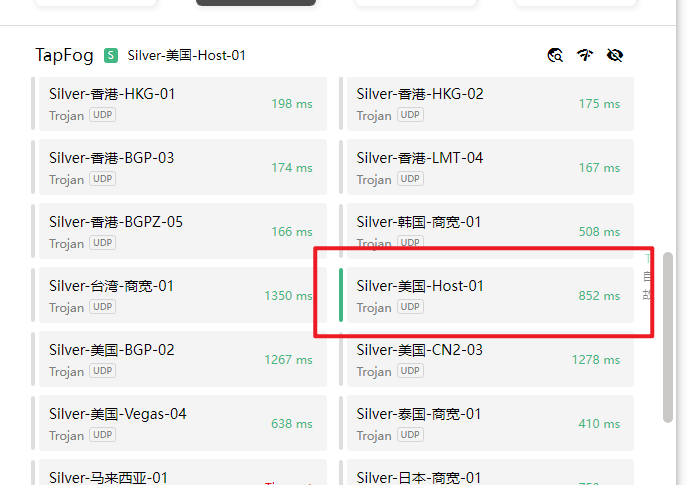 TapFog S Silver-美国-Host-01
Silver-香港-HKG-01
Trojan UDP 198 ms
Silver-香港-HKG-02
Trojan UDP 175 ms
Silver-香港-BGP-03
Trojan UDP 174 ms
Silver-香港-LMT-04
Trojan UDP 167 ms
Silver-香港-BGPZ-05
Trojan UDP 166 ms
Silver-韩国-商宽-01
Trojan UDP 508 ms
Silver-台湾-商宽-01
Trojan UDP 1350 ms
Silver-美国-Host-01
Trojan UDP 852 ms
Silver-美国-BGP-02
Trojan UDP 1267 ms
Silver-美国-CN2-03
Trojan UDP 1278 ms
Silver-美国-Vegas-04
Trojan UDP 638 ms
Silver-泰国-商宽-01
Trojan UDP 410 ms
Silver-马来西亚-01
Silver-日本-商宽-01